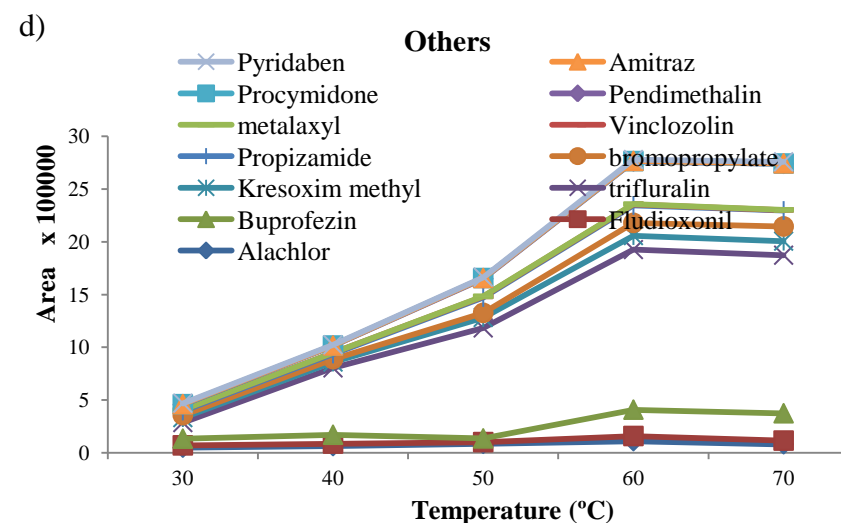 d)
Others
Pyridaben Amitraz
Procymidone Pendimethalin
metalaxyl Vinclozolin
Propizamide bromopropylate
Kresoxim methyl trifluralin
Buprofezin Fludioxonil
Alachlor
Area x 100000
30
25
20
15
10
5
0
30 40 50 60 70
Temperature (ºC)